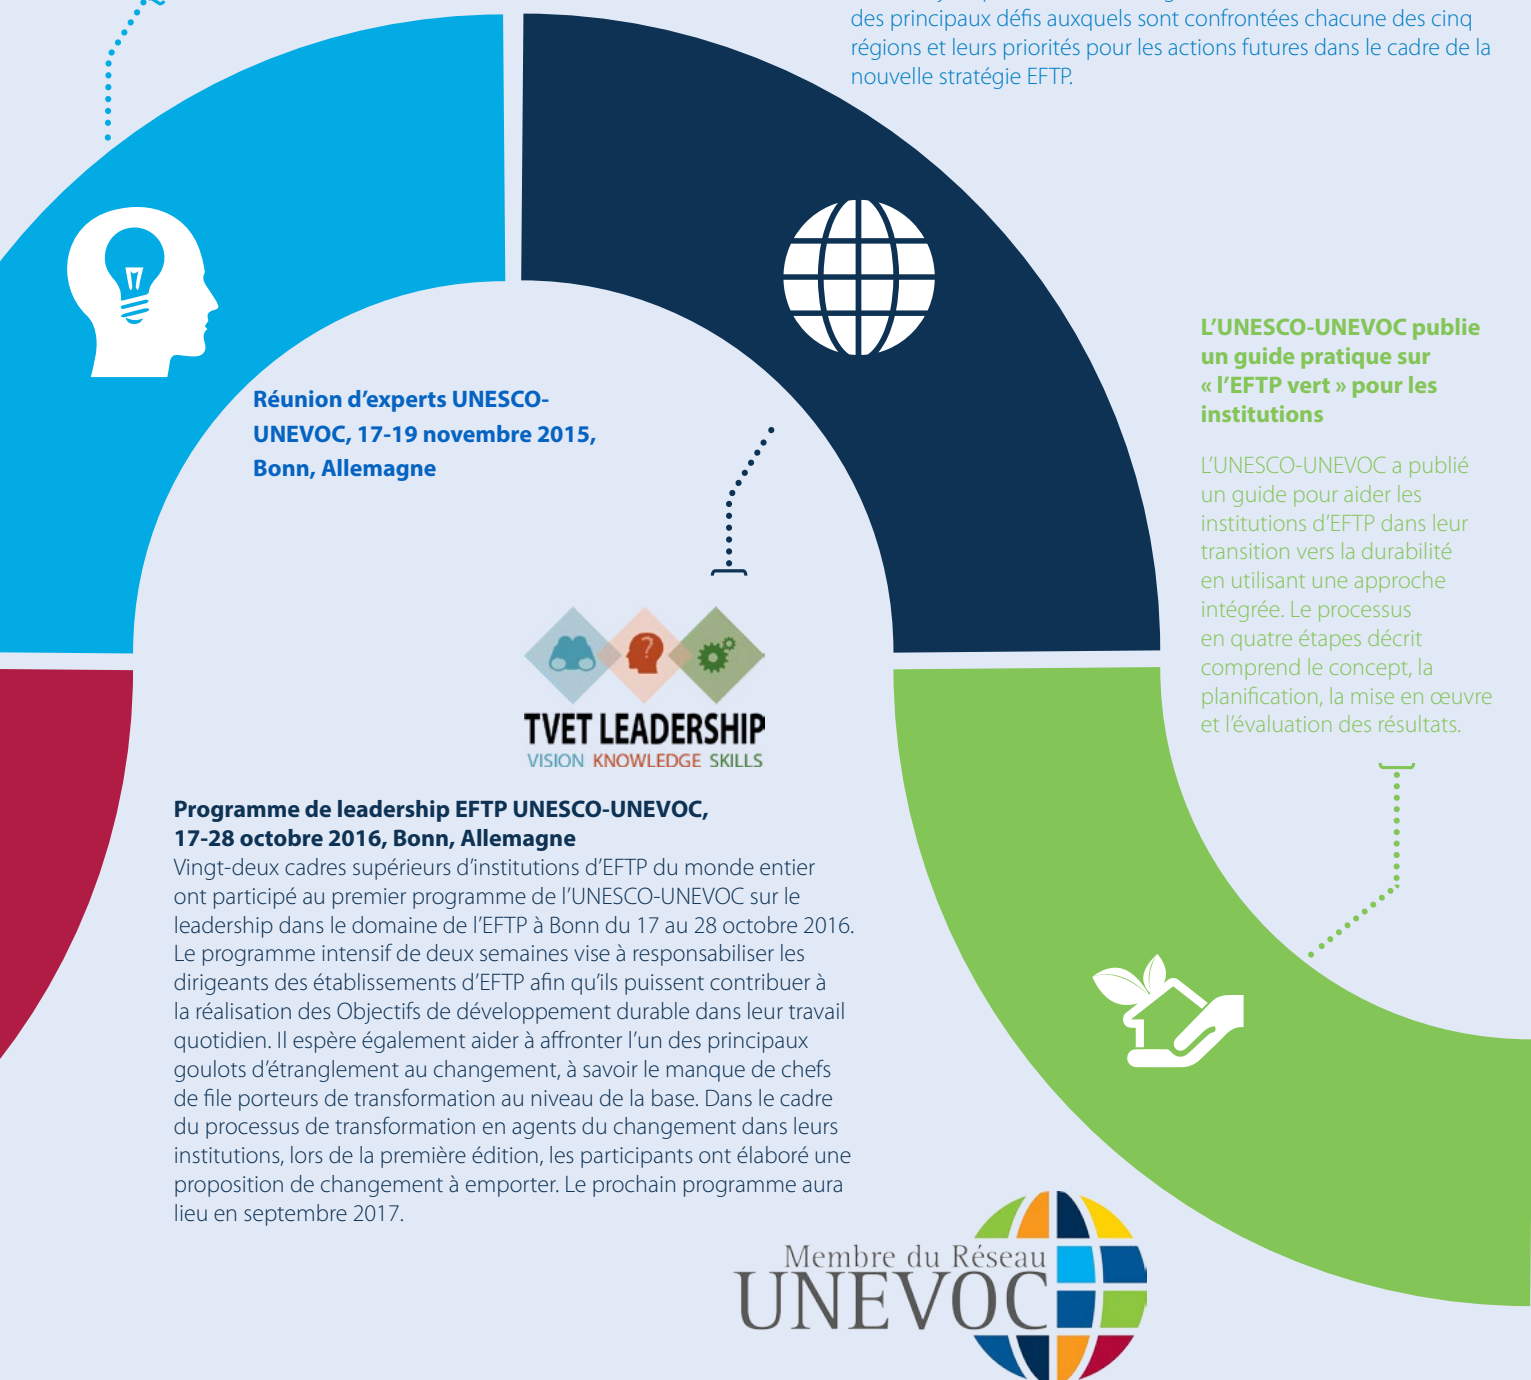 des principaux défis auxquels sont confrontées chacune des cinq
régions et leurs priorités pour les actions futures dans le cadre de la
nouvelle stratégie EFTP.
Réunion d’experts UNESCO-
UNEVOC, 17-19 novembre 2015,
Bonn, Allemagne
L’UNESCO-UNEVOC publie
un guide pratique sur
« l’EFTP vert » pour les
institutions
L’UNESCO-UNEVOC a publié
un guide pour aider les
institutions d’EFTP dans leur
transition vers la durabilité
en utilisant une approche
intégrée. Le processus
en quatre étapes décrit
comprend le concept, la
planification, la mise en œuvre
et l’évaluation des résultats.
?
TVET LEADERSHIP
VISION KNOWLEDGE SKILLS
Programme de leadership EFTP UNESCO-UNEVOC,
17-28 octobre 2016, Bonn, Allemagne
Vingt-deux cadres supérieurs d’institutions d’EFTP du monde entier
ont participé au premier programme de l’UNESCO-UNEVOC sur le
leadership dans le domaine de l’EFTP à Bonn du 17 au 28 octobre 2016.
Le programme intensif de deux semaines vise à responsabiliser les
dirigeants des établissements d’EFTP afin qu’ils puissent contribuer à
la réalisation des Objectifs de développement durable dans leur travail
quotidien. Il espère également aider à affronter l’un des principaux
goulots d’étranglement au changement, à savoir le manque de chefs
de file porteurs de transformation au niveau de la base. Dans le cadre
du processus de transformation en agents du changement dans leurs
institutions, lors de la première édition, les participants ont élaboré une
proposition de changement à emporter. Le prochain programme aura
lieu en septembre 2017.
Membre du Réseau
UNEVOC